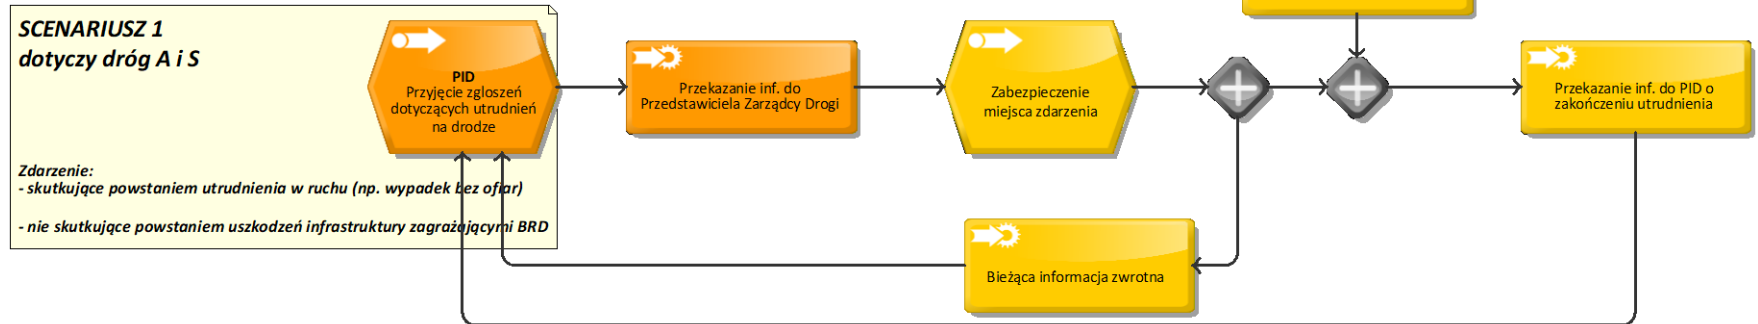 SCENARIUSZ 1
dotyczy dróg A i S
PID
Przyjęcie zgloszeń
dotyczących utrudnień
na drodze
Przekazanie inf. do
Przedstawiciela Zarządcy Drogi
Zabezpieczenie
miejsca zdarzenia
Przekazanie inf. do PID o
zakończeniu utrudnienia
Zdarzenie:
- skutkujące powstaniem utrudnienia w ruchu (np. wypadek bez ofiar)
- nie skutkujące powstaniem uszkodzeń infrastruktury zagrażającymi BRD
Bieżąca informacja zwrotna